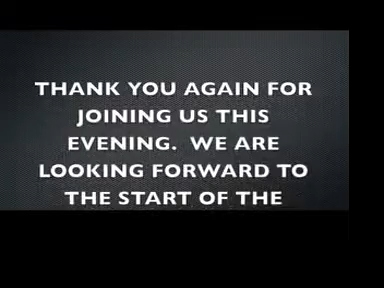 THANK YOU AGAIN FOR
JOINING US THIS
EVENING.  WE ARE
LOOKING FORWARD TO
THE START OF THE